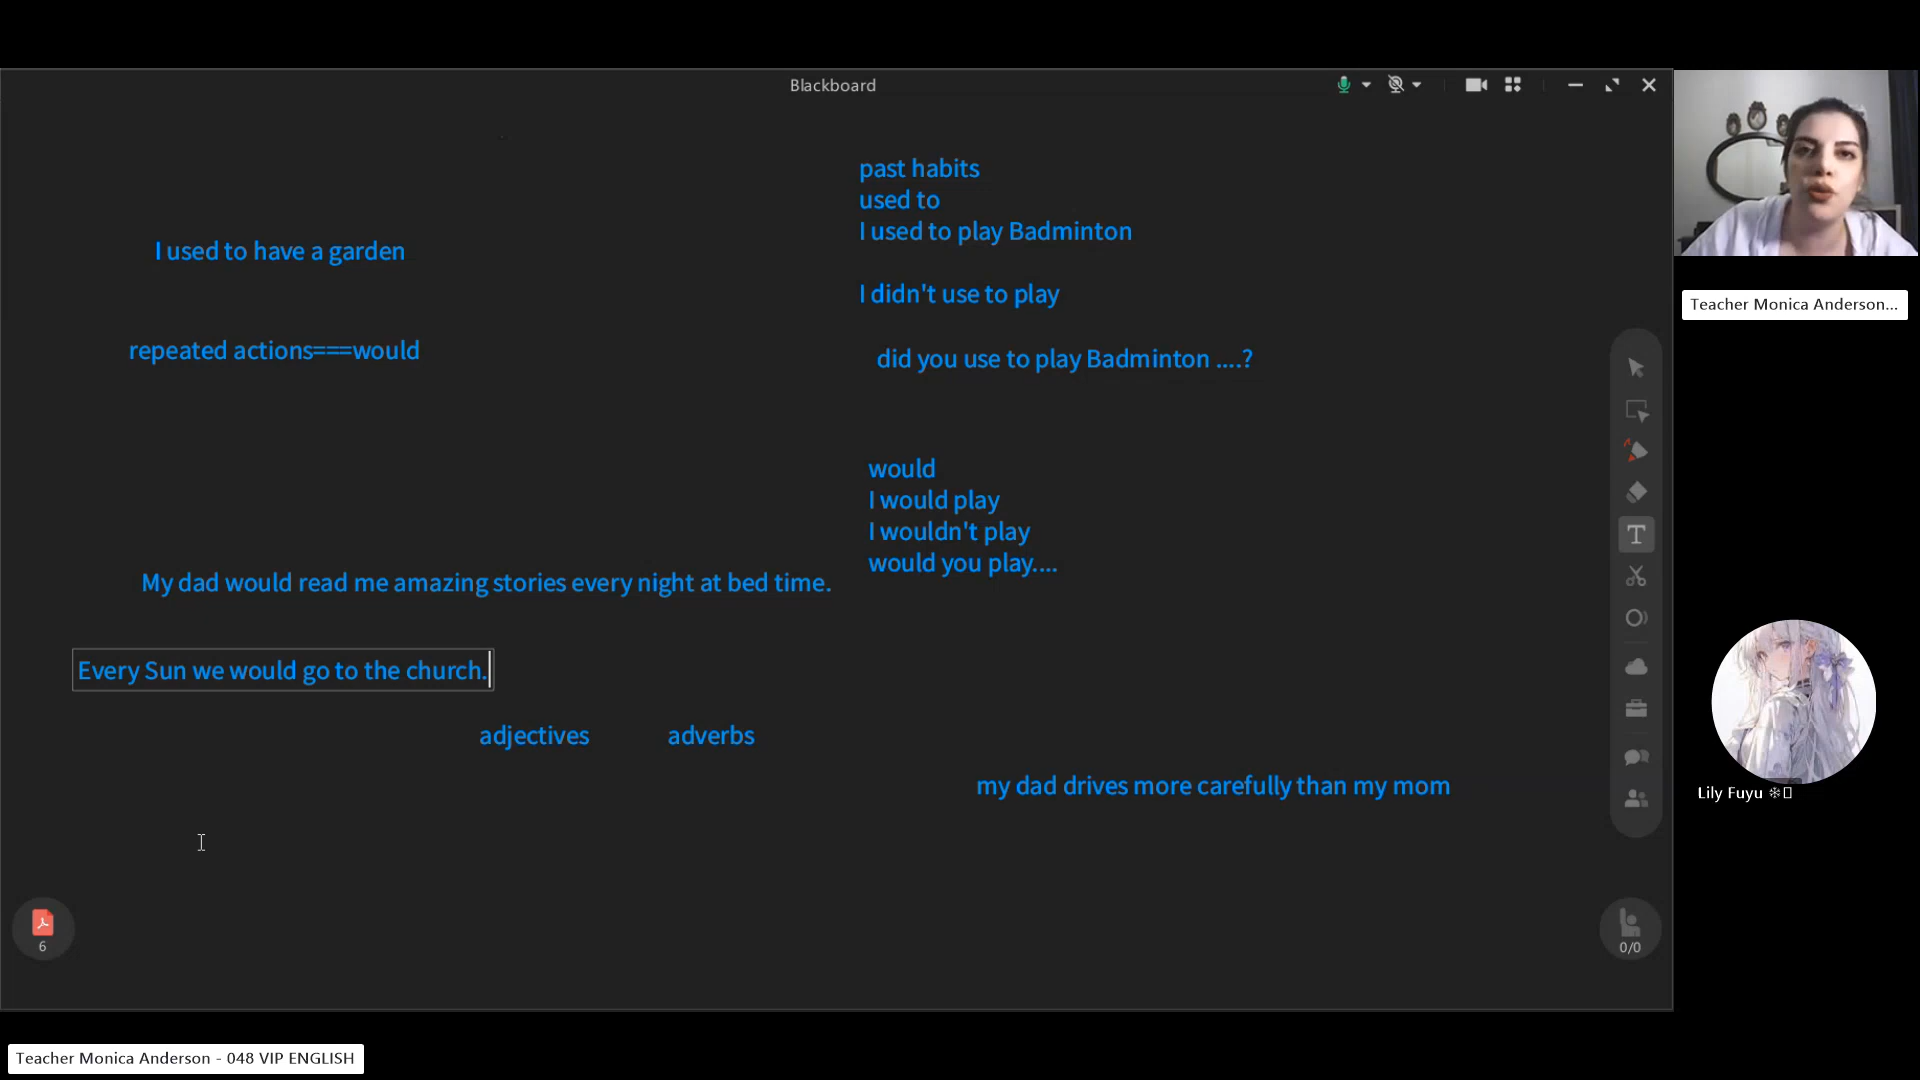 Blackboard
past habits
used to
I used to play Badminton
I used to have a garden
I didn't use to play
repeated actions===would
did you use to play Badminton ....?
would
I would play
I wouldn't play
would you play....
My dad would read me amazing stories every night at bed time.
Every Sun we would go to the church.
adjectives
adverbs
my dad drives more carefully than my mom
6
0/0
Teacher Monica Anderson...
Lily Fuyu ❄
Teacher Monica Anderson - 048 VIP ENGLISH